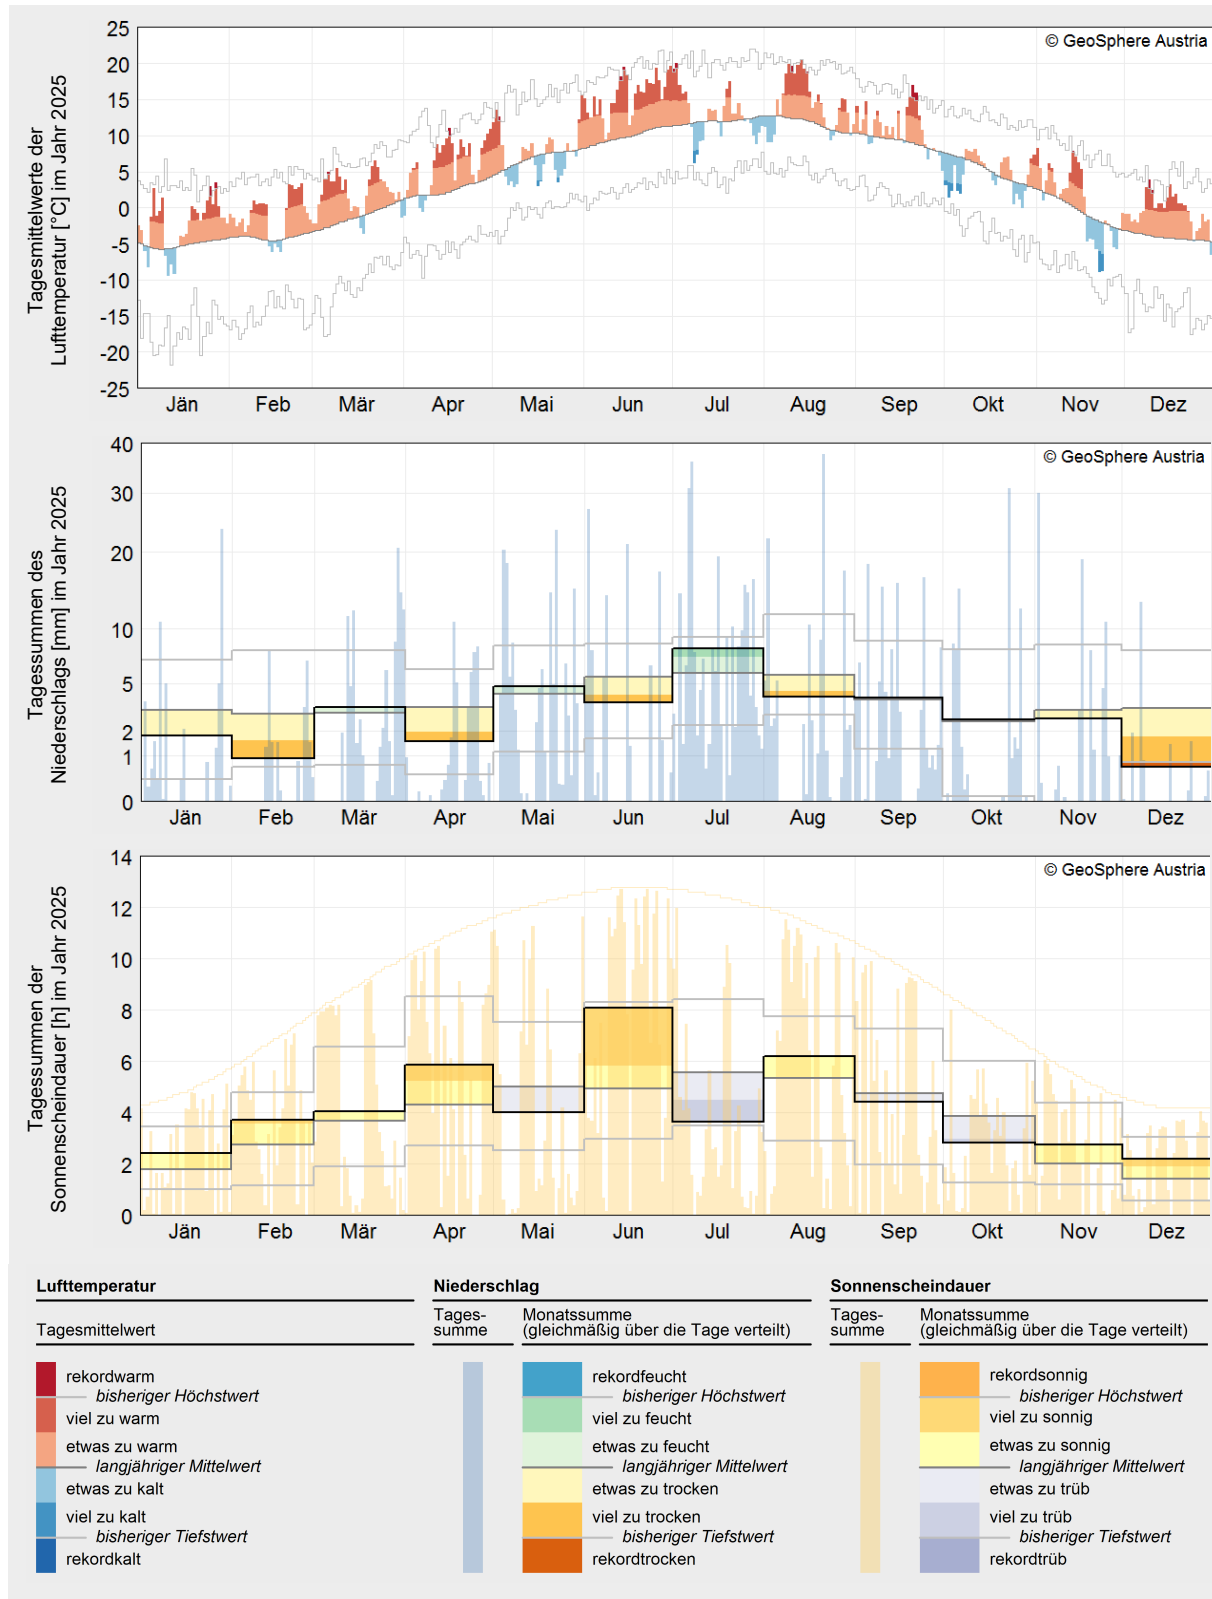 Tagesmittelwerte der
Lufttemperatur [°C] im Jahr 2025
25
20
15
10
5
0
-5
-10
-15
-20
-25
© GeoSphere Austria
Jän Feb Mär Apr Mai Jun Jul Aug Sep Okt Nov Dez
Tagessummen des
Niederschlags [mm] im Jahr 2025
40
30
20
10
5
2
1
0
© GeoSphere Austria
Jän Feb Mär Apr Mai Jun Jul Aug Sep Okt Nov Dez
Tagessummen der
Sonnenscheindauer [h] im Jahr 2025
14
12
10
8
6
4
2
0
© GeoSphere Austria
Jän Feb Mär Apr Mai Jun Jul Aug Sep Okt Nov Dez
Lufttemperatur
Tagesmittelwert
rekordwarm
bisheriger Höchstwert
viel zu warm
etwas zu warm
langjähriger Mittelwert
etwas zu kalt
viel zu kalt
bisheriger Tiefstwert
rekordkalt
Niederschlag
Tages-
summe
Monatssumme
(gleichmäßig über die Tage verteilt)
rekordfeucht
bisheriger Höchstwert
viel zu feucht
etwas zu feucht
langjähriger Mittelwert
etwas zu trocken
viel zu trocken
bisheriger Tiefstwert
rekordtrocken
Sonnenscheindauer
Tages-
summe
Monatssumme
(gleichmäßig über die Tage verteilt)
rekordsonnig
bisheriger Höchstwert
viel zu sonnig
etwas zu sonnig
langjähriger Mittelwert
etwas zu trüb
viel zu trüb
bisheriger Tiefstwert
rekordtrüb